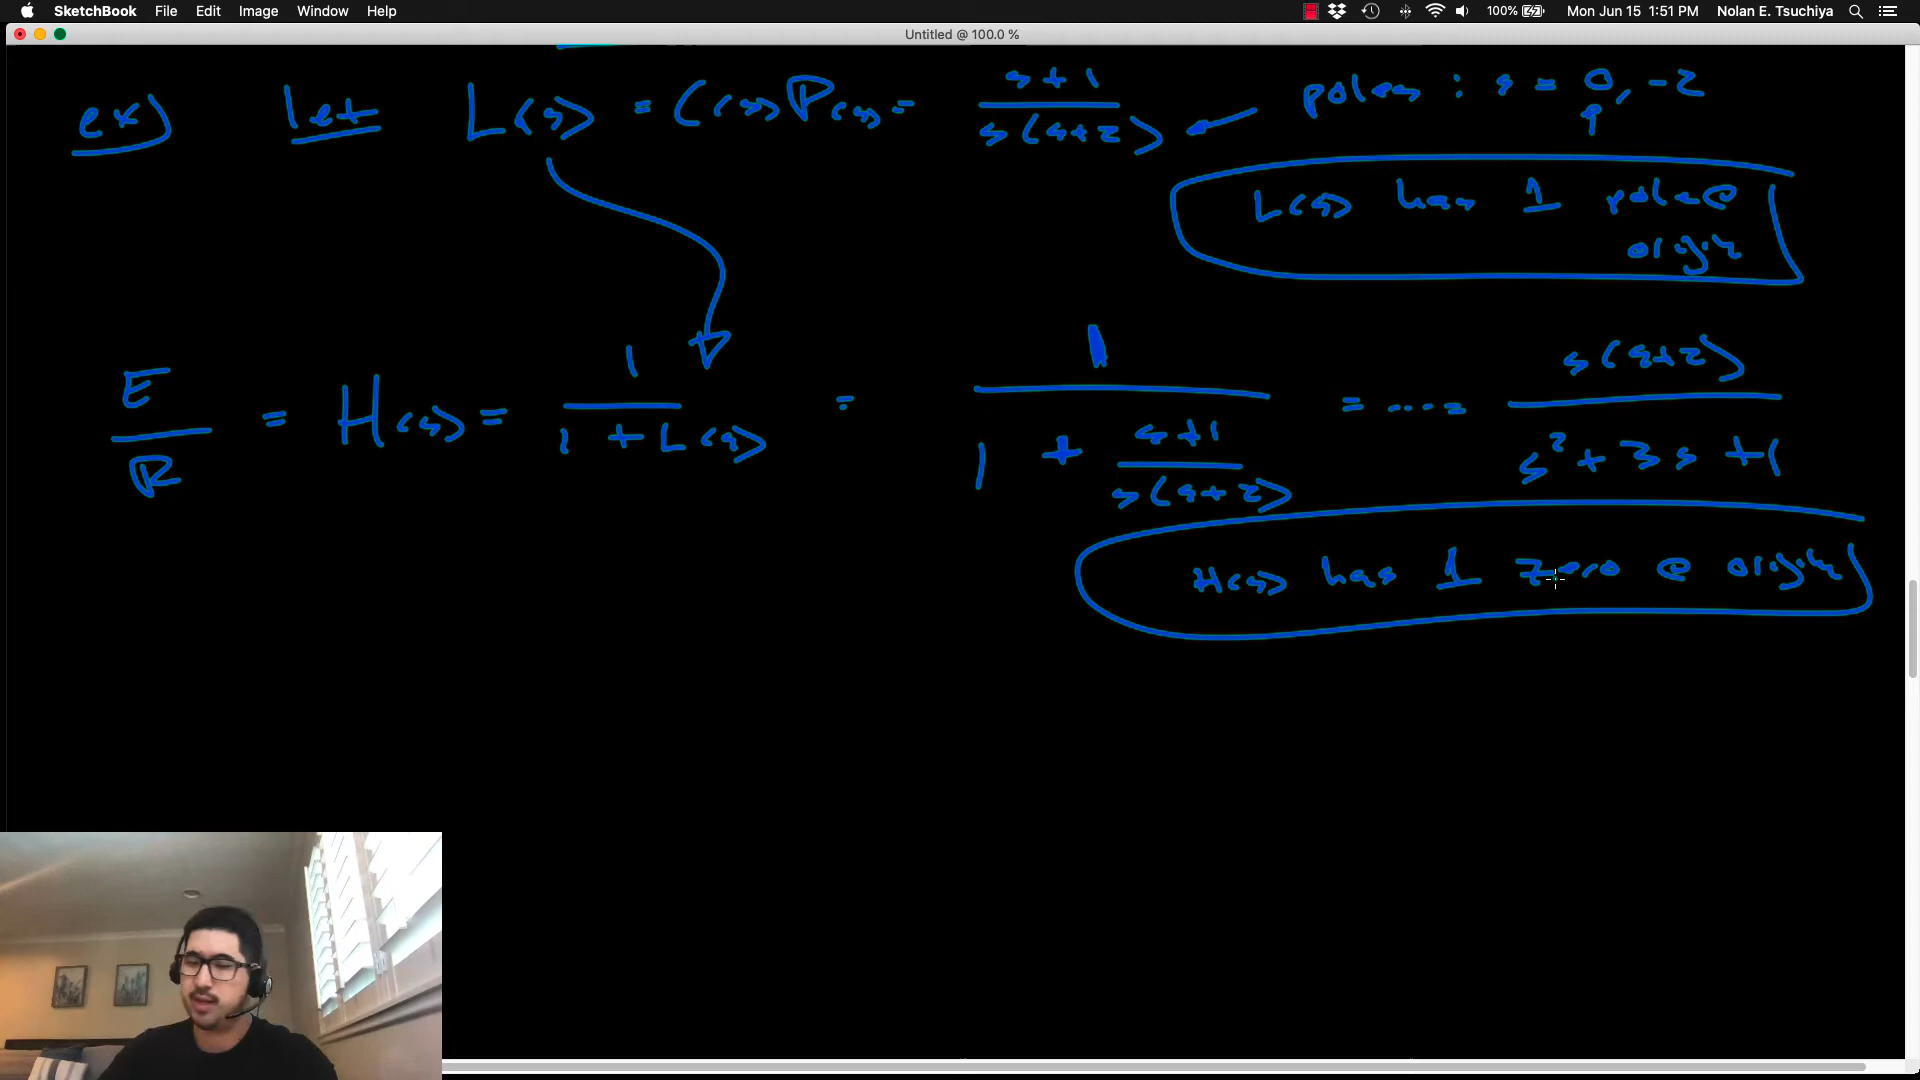 SketchBook File Edit Image Window Help 100% Mon Jun 15 1:51 PM Nolan E. Tsuchiya
Untitled @ 100.0 %
ex) let L(s) = C(s)P(s) = s+1 / s(s+2) poles : s = 0, -2
L(s) has 1 pole @
origin
E/R = H(s) = 1 / 1 + L(s) = 1 / 1 + s+1 / s(s+2) = .... = s(s+2) / s² + 3s + 1
H(s) has 1 zero @ origin